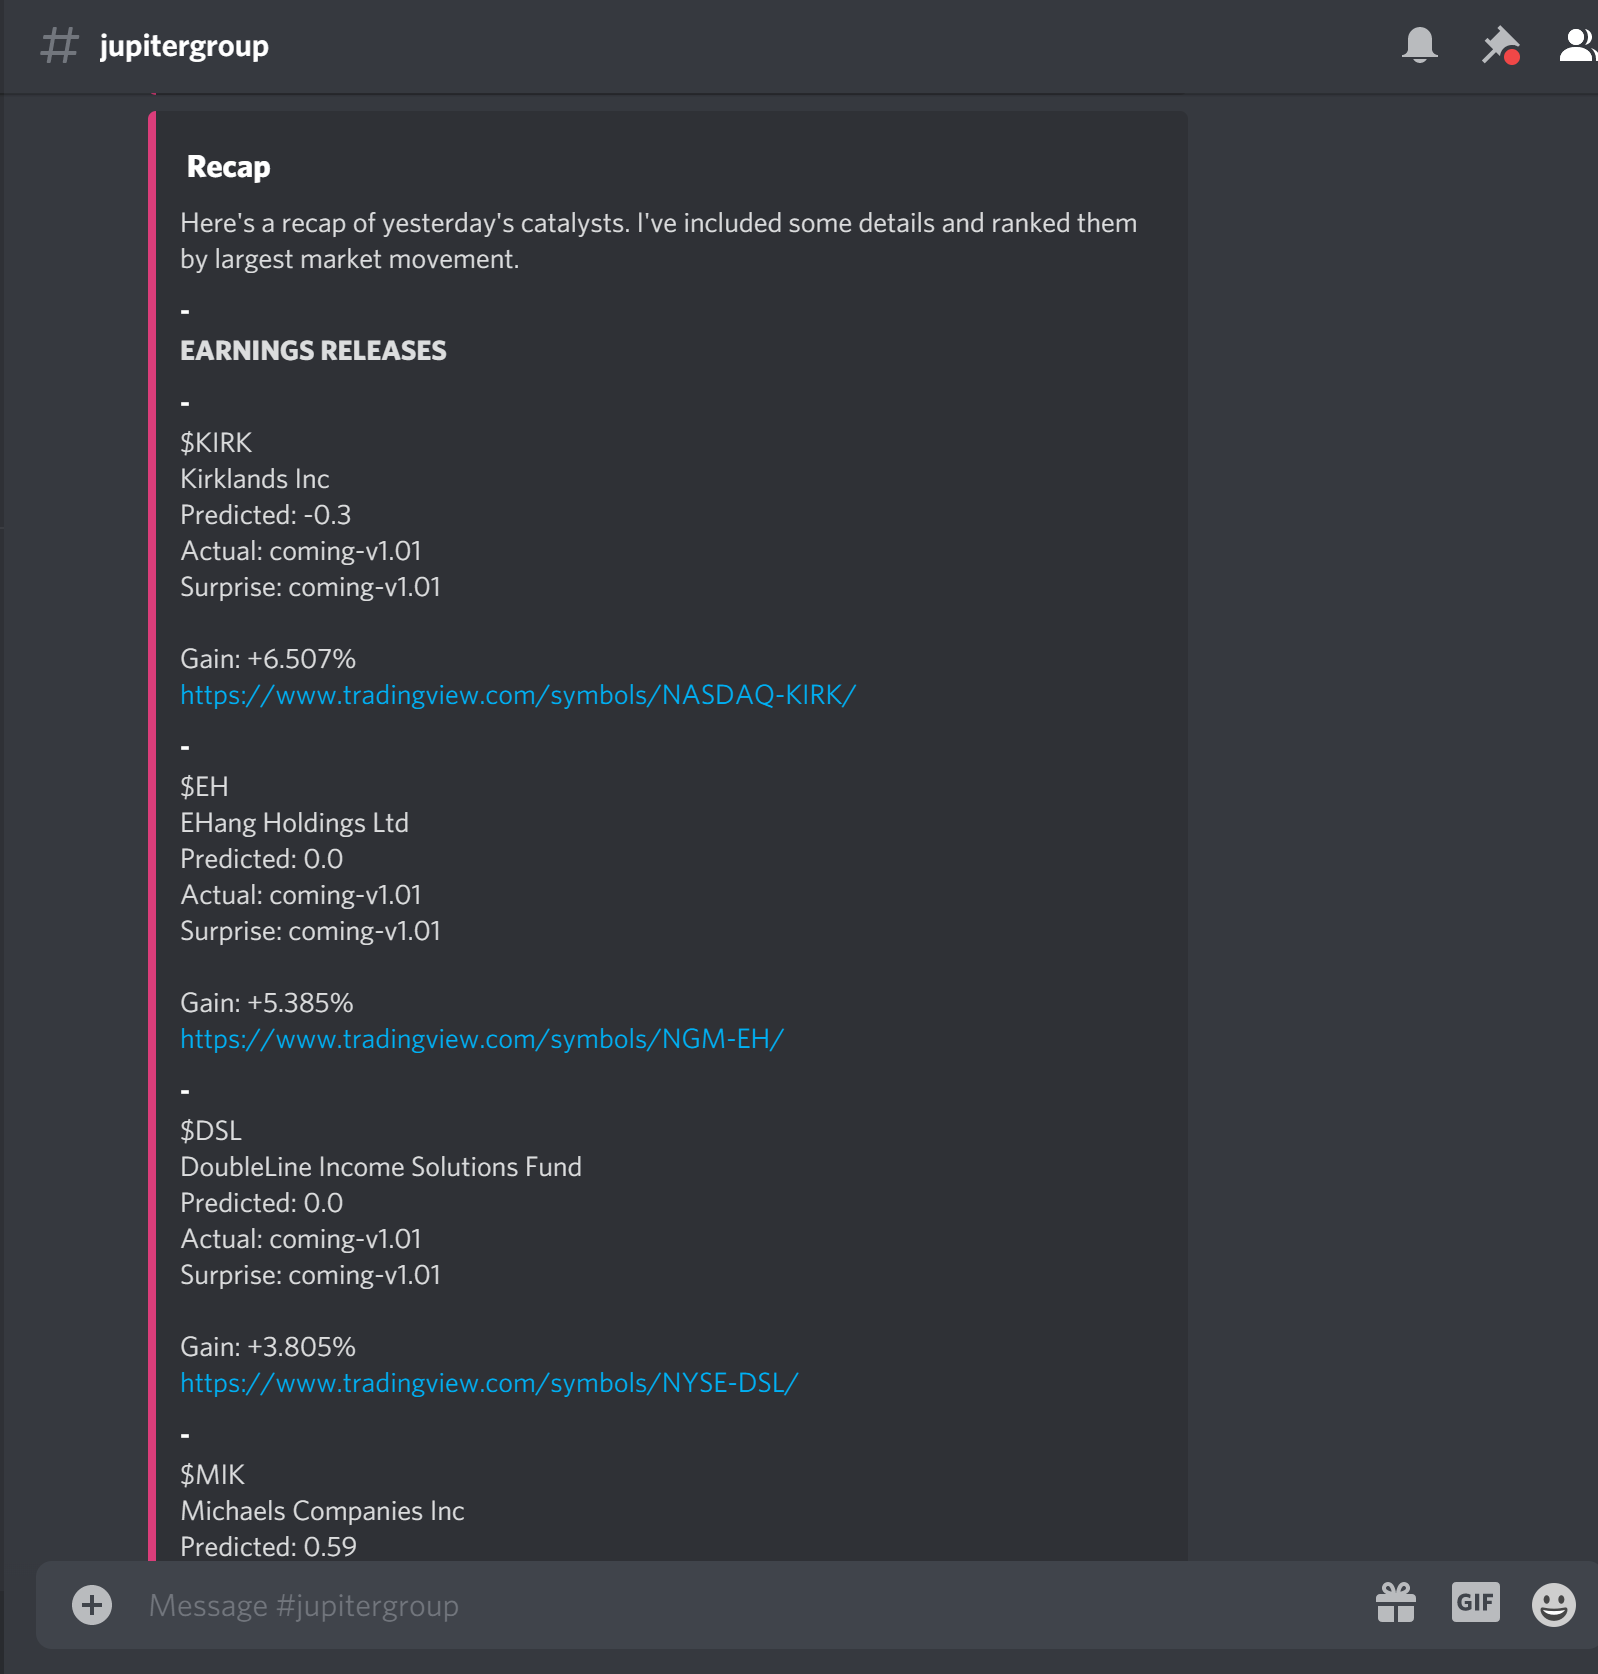 # jupitergroup
Recap
Here's a recap of yesterday's catalysts. I've included some details and ranked them
by largest market movement.
-
EARNINGS RELEASES
-
$KIRK
Kirklands Inc
Predicted: -0.3
Actual: coming-v1.01
Surprise: coming-v1.01
Gain: +6.507%
https://www.tradingview.com/symbols/NASDAQ-KIRK/
-
$EH
EHang Holdings Ltd
Predicted: 0.0
Actual: coming-v1.01
Surprise: coming-v1.01
Gain: +5.385%
https://www.tradingview.com/symbols/NGM-EH/
-
$DSL
DoubleLine Income Solutions Fund
Predicted: 0.0
Actual: coming-v1.01
Surprise: coming-v1.01
Gain: +3.805%
https://www.tradingview.com/symbols/NYSE-DSL/
-
$MIK
Michaels Companies Inc
Predicted: 0.59
Message #jupitergroup
GIF